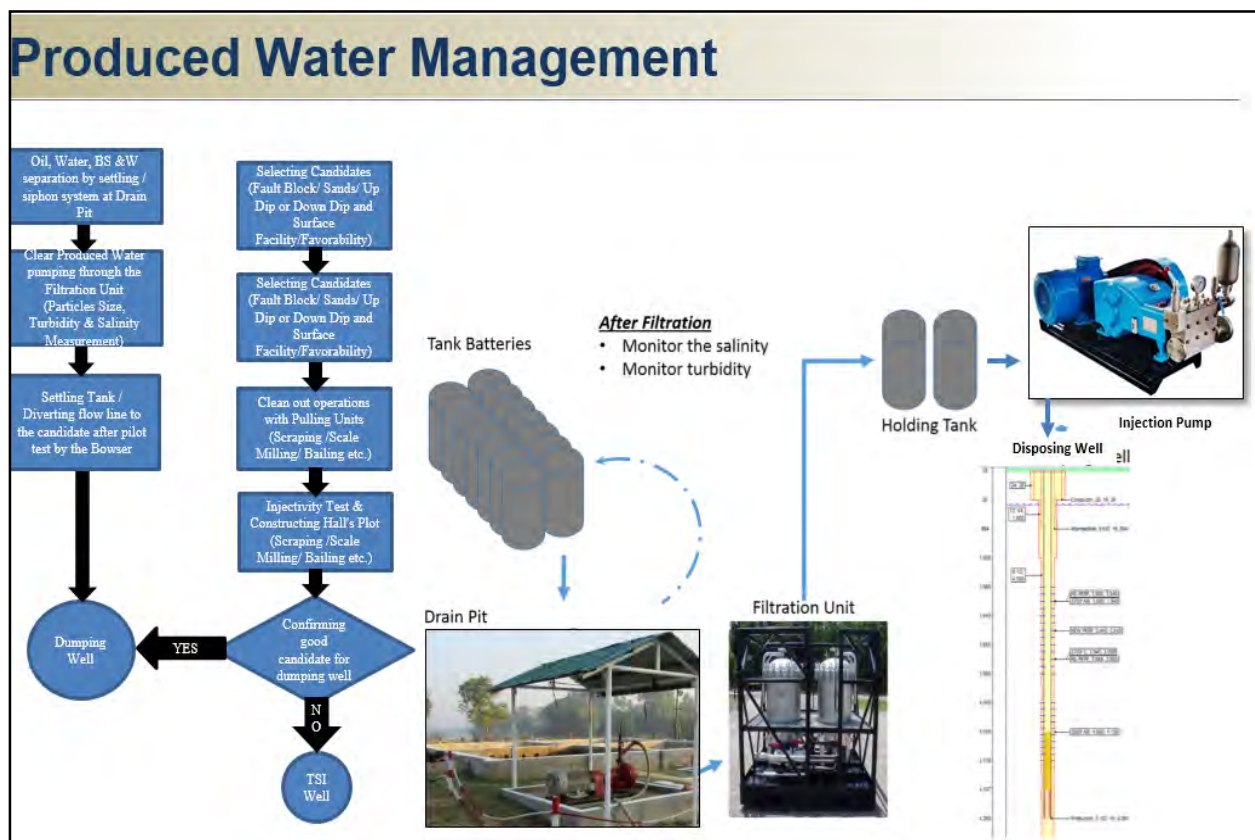 Produced Water Management
Oil, Water, BS &W
separation by settling /
siphon system at Drain
Pit
Clear Produced Water
pumping through the
Filtration Unit
(Particles Size,
Turbidity & Salinity
Measurement)
Settling Tank /
Diverting flow line to
the candidate after pilot
test by the Bowser
Dumping
Well
Selecting Candidates
(Fault Block/ Sands/ Up
Dip or Down Dip and
Surface
Facility/Favorability)
Selecting Candidates
(Fault Block/ Sands/ Up
Dip or Down Dip and
Surface
Facility/Favorability)
Clean out operations
with Pulling Units
(Scraping /Scale
Milling/ Bailing etc.)
Injectivity Test &
Constructing Hall's Plot
(Scraping /Scale
Milling/ Bailing etc.)
Confirming
good
candidate for
dumping well
YES
N
O
TSI
Well
Tank Batteries
After Filtration
• Monitor the salinity
• Monitor turbidity
Drain Pit
Filtration Unit
Holding Tank
Injection Pump
Disposing Well
ell